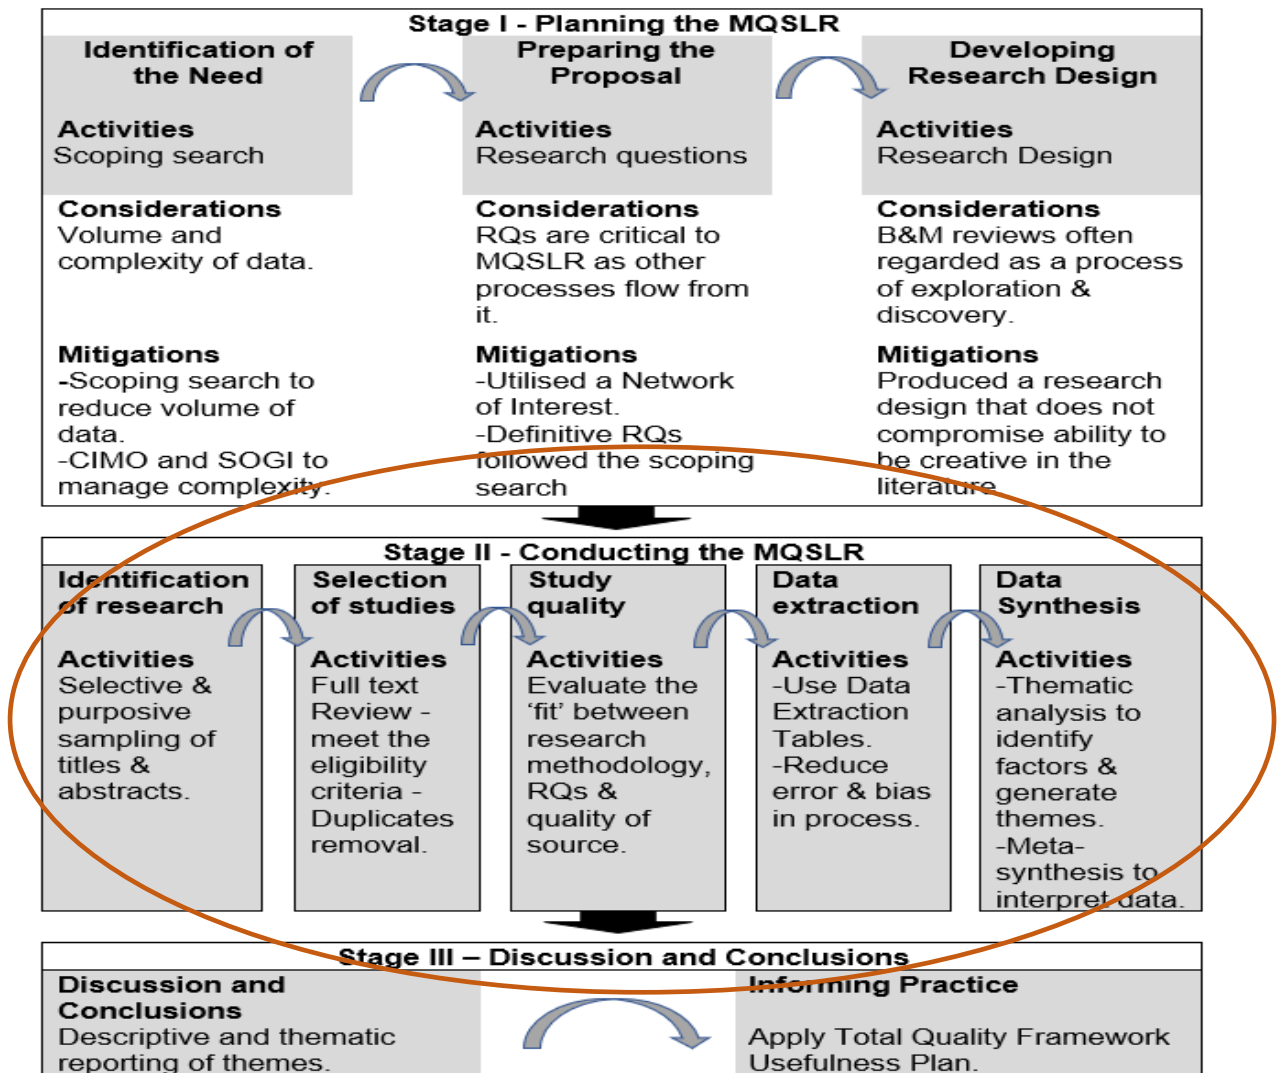 Stage I - Planning the MQSLR
Identification of
the Need
Activities
Scoping search
Considerations
Volume and
complexity of data.
Mitigations
-Scoping search to
reduce volume of
data.
-CIMO and SOGI to
manage complexity.
Preparing the
Proposal
Activities
Research questions
Considerations
RQs are critical to
MQSLR as other
processes flow from
it.
Mitigations
-Utilised a Network
of Interest.
-Definitive RQs
followed the scoping
search
Developing
Research Design
Activities
Research Design
Considerations
B&M reviews often
regarded as a process
of exploration &
discovery.
Mitigations
Produced a research
design that does not
compromise ability to
be creative in the
literature
Stage II - Conducting the MQSLR
Identification
of research
Activities
Selective &
purposive
sampling of
titles &
abstracts.
Selection
of studies
Activities
Full text
Review -
meet the
eligibility
criteria -
Duplicates
removal.
Study
quality
Activities
Evaluate the
‘fit’ between
research
methodology,
RQs &
quality of
source.
Data
extraction
Activities
-Use Data
Extraction
Tables.
-Reduce
error & bias
in process.
Data
Synthesis
Activities
-Thematic
analysis to
identify
factors &
generate
themes.
-Meta-
synthesis to
interpret data.
Stage III – Discussion and Conclusions
Discussion and
Conclusions
Descriptive and thematic
reporting of themes.
Informing Practice
Apply Total Quality Framework
Usefulness Plan.